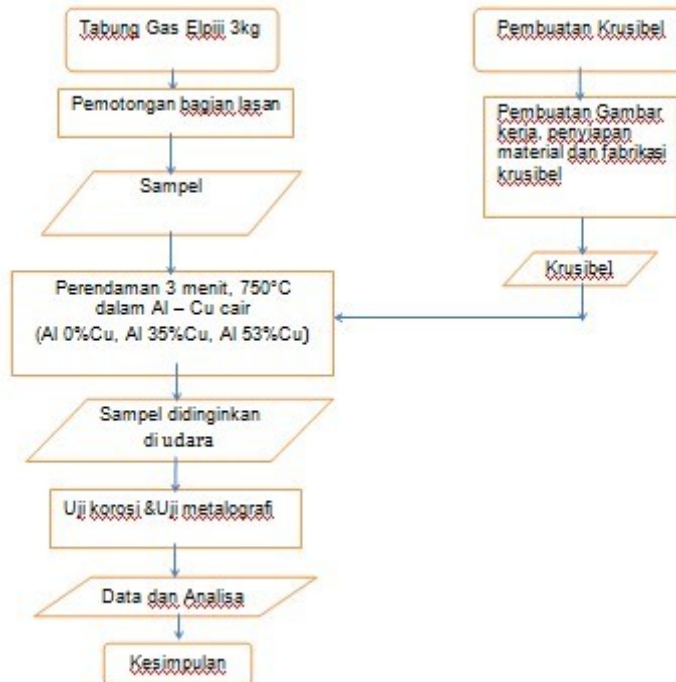 Tabung Gas Elpiji 3kg
Pemotongan bagian lasan
Sampel
Perendaman 3 menit, 750°C
dalam Al – Cu cair
(Al 0%Cu, Al 35%Cu, Al 53%Cu)
Sampel didinginkan
di udara
Uji korosi &Uji metalografi
Data dan Analisa
Kesimpulan
Pembuatan Krusibel
Pembuatan Gambar
kerja, penyiapan
material dan fabrikasi
krusibel
Krusibel